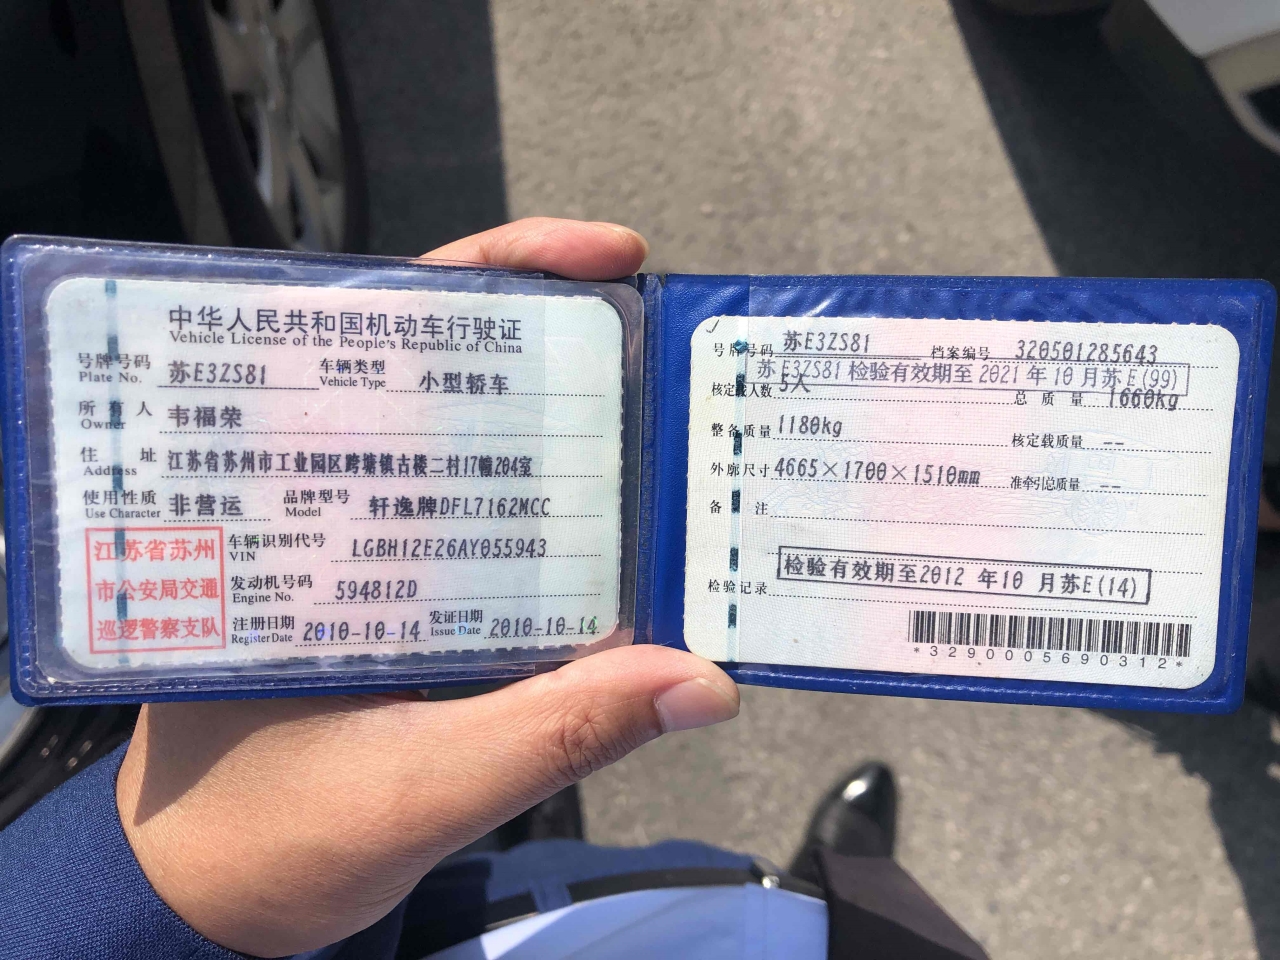 中华人民共和国机动车行驶证
Vehicle License of the People's Republic of China
号牌号码 苏E3ZS81 车辆类型 小型轿车
Plate No. Vehicle Type
所有人 韦福荣
Owner
住址 江苏省苏州市工业园区跨塘镇古楼二村17幢204室
Address
使用性质 非营运 品牌型号 轩逸牌DFL7162MCC
Use Character Model
江苏省苏州
市公安局交通
巡逻警察支队
车辆识别代号 LGBH12E26AY055943
VIN
发动机号码 594812D
Engine No.
注册日期 2010-10-14 发证日期 2010-10-14
Register Date Issue Date
号牌号码 苏E3ZS81 档案编号 320501285643
苏E3ZS81 检验有效期至 2021 年 10 月苏E(99)
核定载人数 5人 总质量 1660kg
整备质量 1180kg 核定载质量 --
外廓尺寸 4665×1700×1510mm 准牵引总质量 --
备注
检验有效期至2012 年10 月苏E(14)
检验记录
*3290005690312*